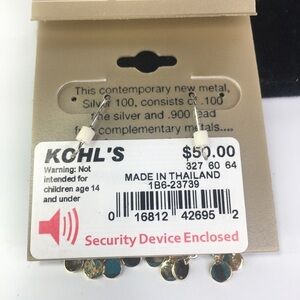 This contemporary new metal,
Silver 100, consists of .100
fine silver and .900 lead
free complementary metals....
KOHL'S
$50.00
327 60 64
Warning: Not
intended for
children age 14
and under
MADE IN THAILAND
1B6-23739
0 16812 42695 2
Security Device Enclosed